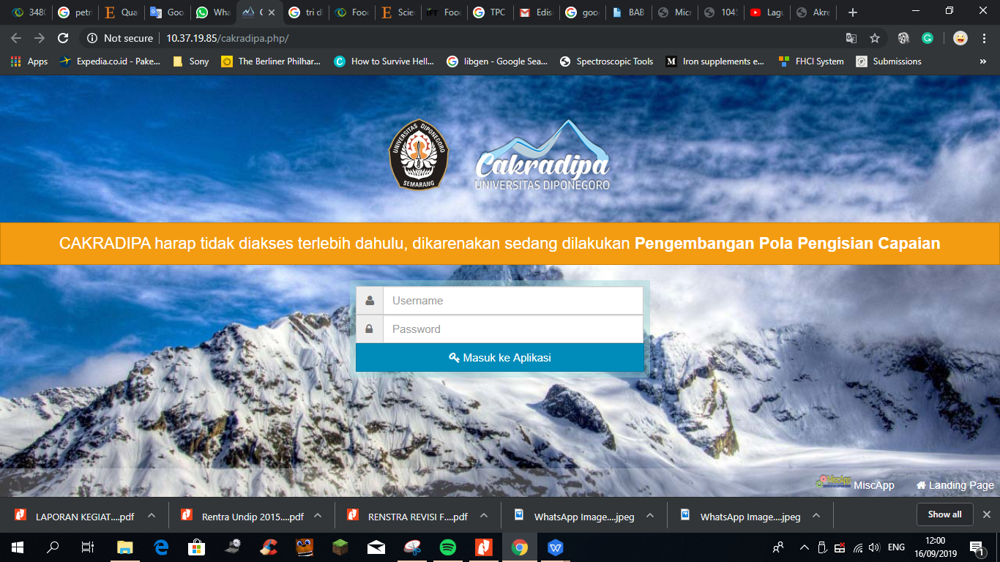 348(
petr
Qua
Goo
Wha
C
tri dh
Food
Scien
Food
TPC
Edis
goo
BAB
Micr
104
Lagu
Akre
Not secure
10.37.19.85/cakradipa.php/
Apps
Expedia.co.id - Pake...
Sony
The Berliner Philhar...
How to Survive Hell...
libgen - Google Sea...
Spectroscopic Tools
Iron supplements e...
FHCI System
Submissions
UNIVERSITAS DIPONEGORO
SEMARANG
Cakradipa
UNIVERSITAS DIPONEGORO
CAKRADIPA harap tidak diakses terlebih dahulu, dikarenakan sedang dilakukan Pengembangan Pola Pengisian Capaian
Username
Password
Masuk ke Aplikasi
MiscApp
MiscApp
Landing Page
LAPORAN KEGIAT....pdf
Rentra Undip 2015....pdf
RENSTRA REVISI F....pdf
WhatsApp Image....jpeg
WhatsApp Image....jpeg
Show all
ENG
12:00
16/09/2019
1